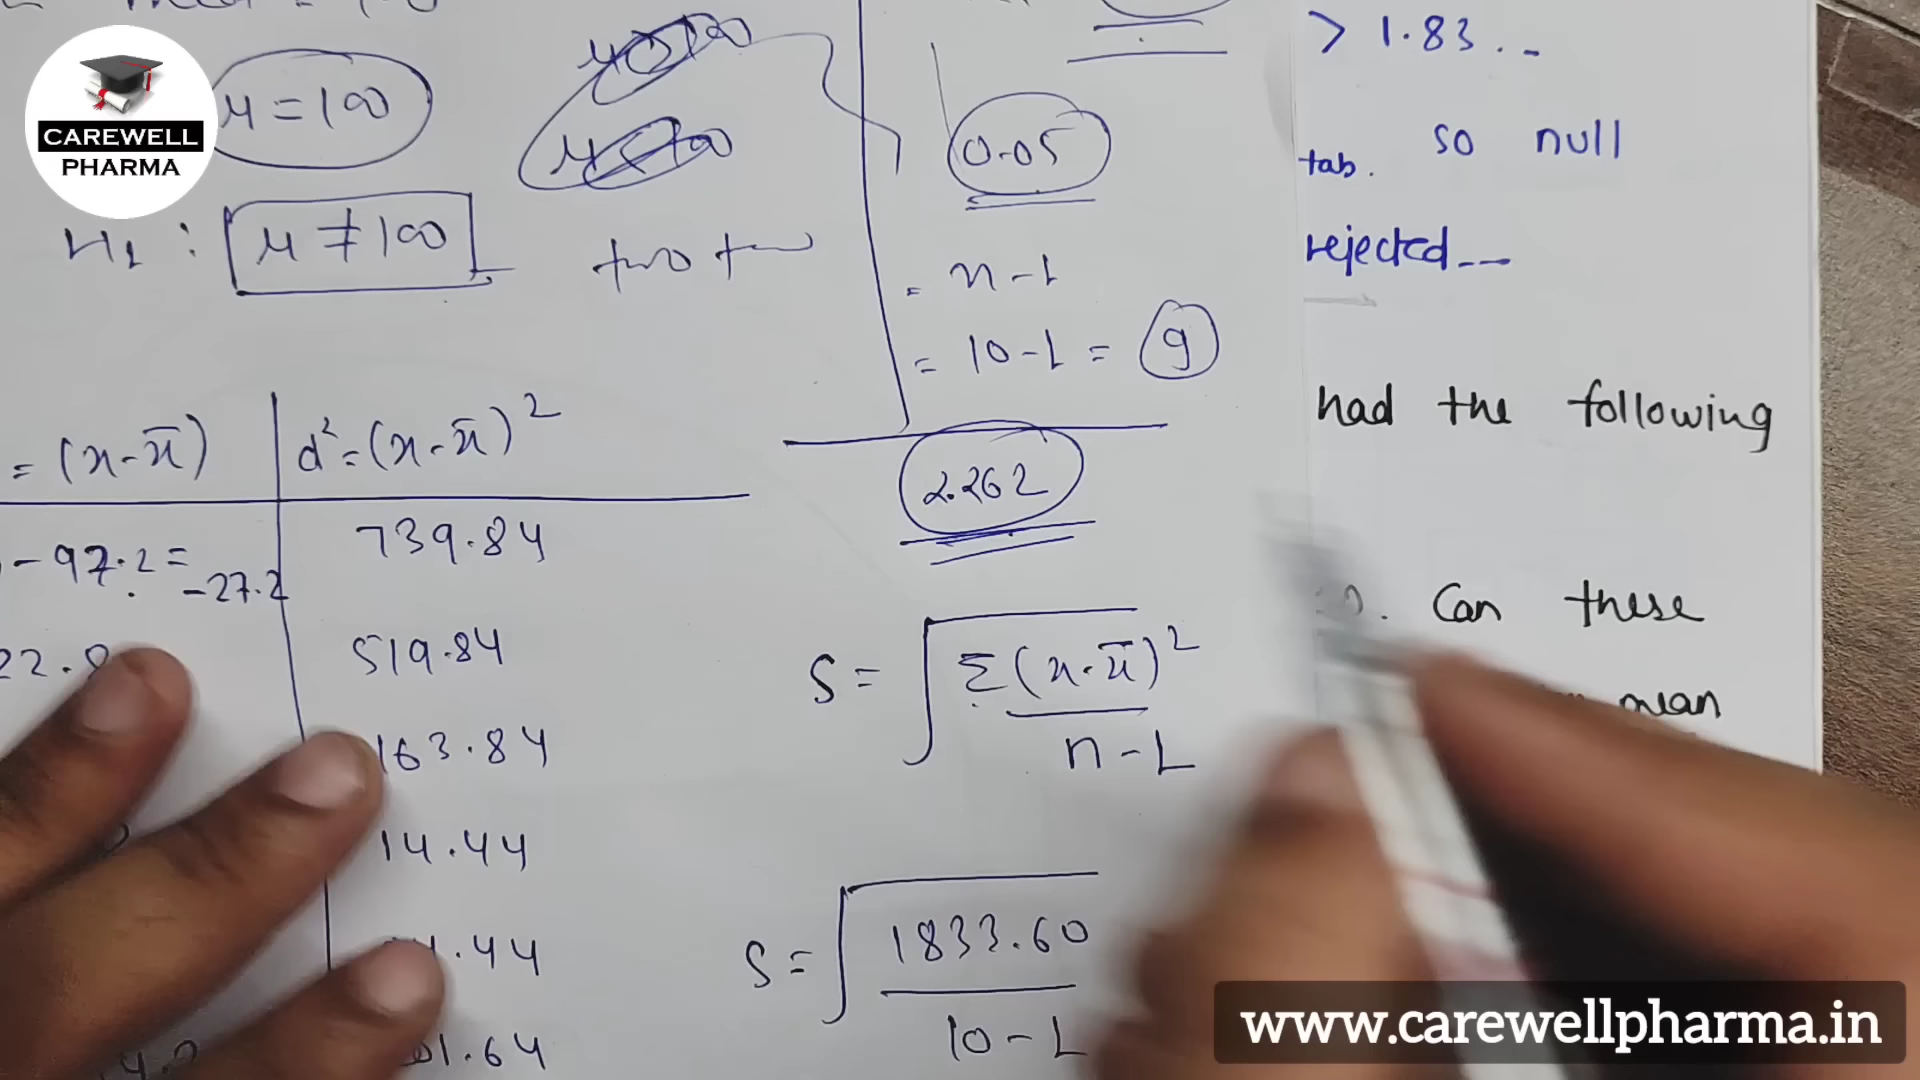 CAREWELL
PHARMA
μ = 100
H1 : μ ≠ 100
two
0.05
= n-1
= 10-1 = 9
2.262
= (x-x̄)
d² = (x-x̄)²
-97.2 = -27.2
739.84
519.84
163.84
14.44
.44
1.64
S = √Σ(x-x̄)²
n-1
S = √1833.60
10-1
> 1.83..
tab. so null
rejected--
had the following
Can these
mean
www.carewellpharma.in